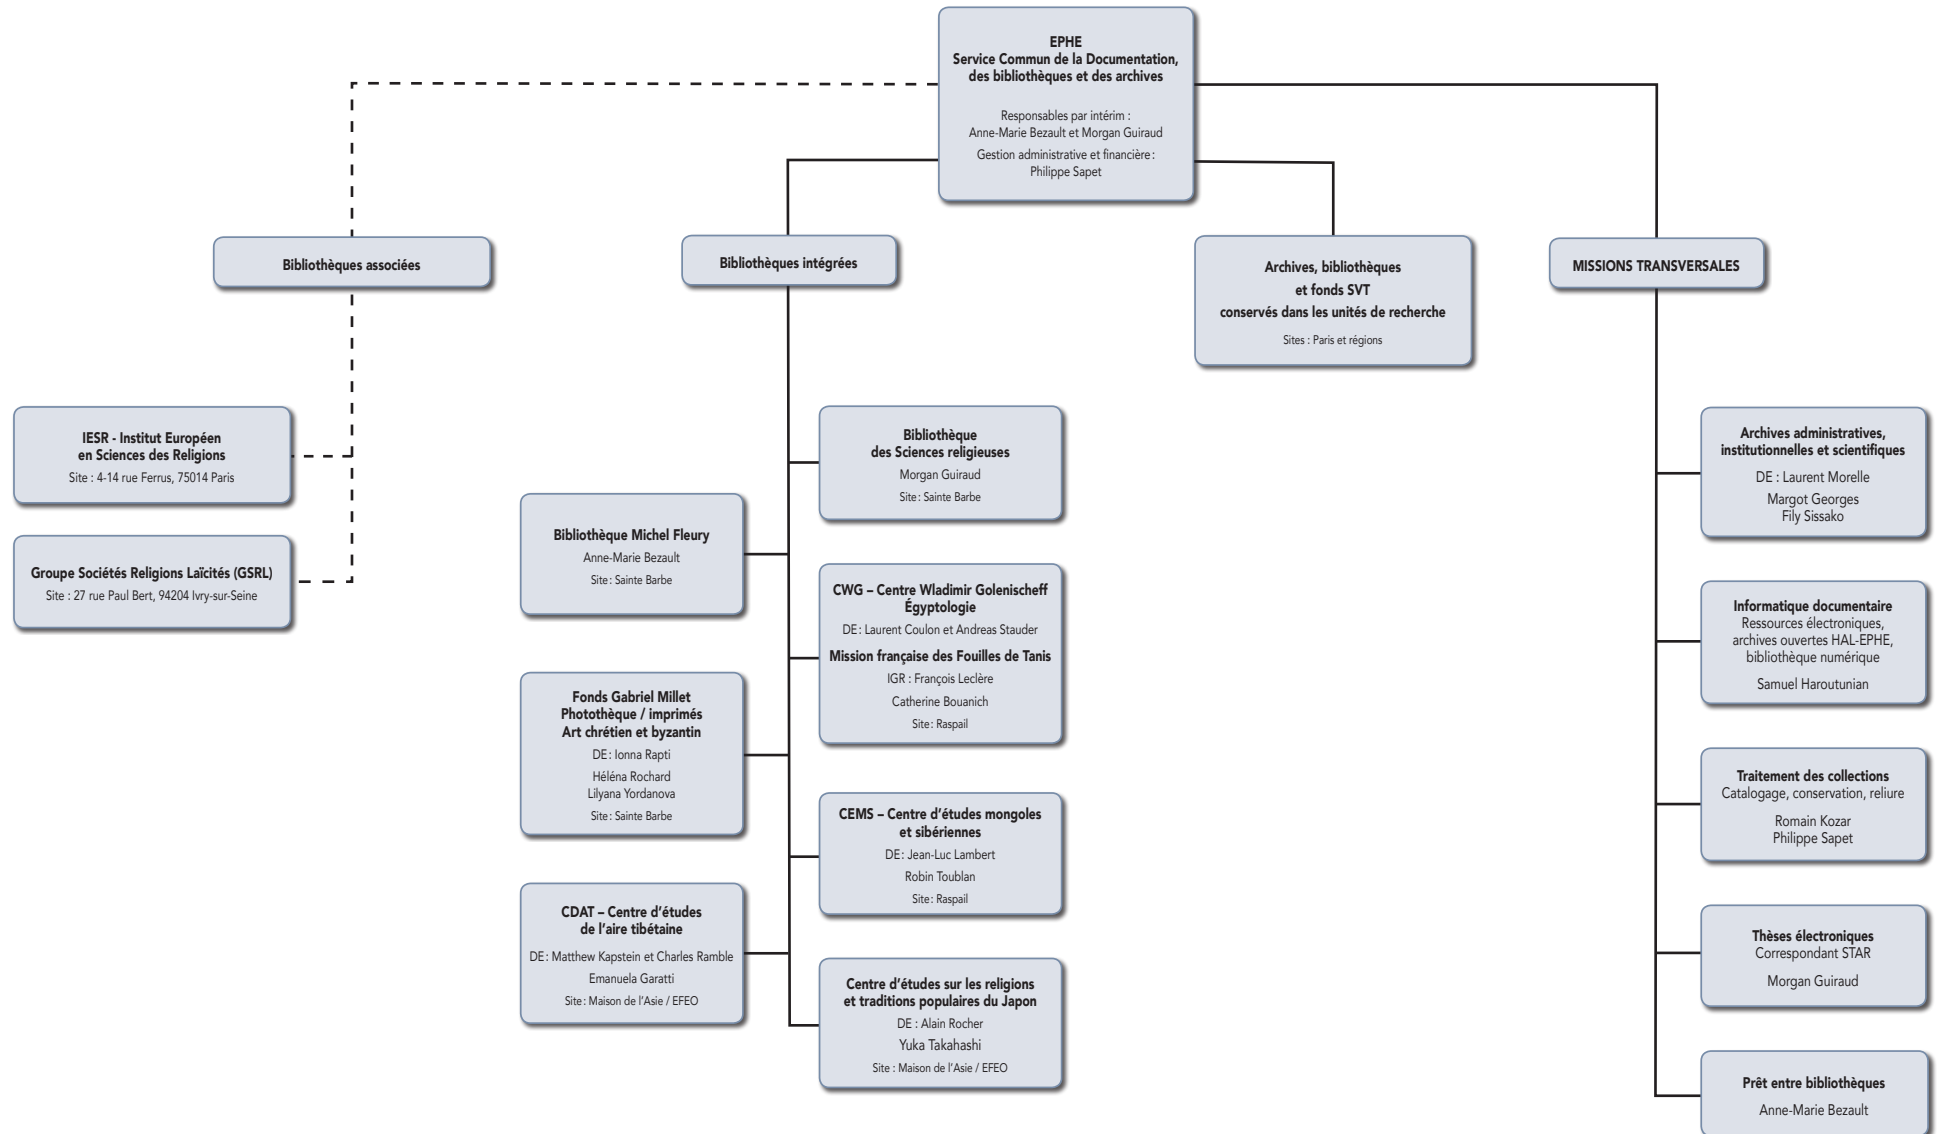 EPHE
Service Commun de la Documentation,
des bibliothèques et des archives
Responsables par intérim :
Anne-Marie Bezault et Morgan Guiraud
Gestion administrative et financière :
Philippe Sapet
Bibliothèques associées
Bibliothèques intégrées
Archives, bibliothèques
et fonds SVT
conservés dans les unités de recherche
Sites : Paris et régions
MISSIONS TRANSVERSALES
IESR - Institut Européen
en Sciences des Religions
Site : 4-14 rue Ferrus, 75014 Paris
Groupe Sociétés Religions Laïcités (GSRL)
Site : 27 rue Paul Bert, 94204 Ivry-sur-Seine
Bibliothèque Michel Fleury
Anne-Marie Bezault
Site : Sainte Barbe
Fonds Gabriel Millet
Photothèque / imprimés
Art chrétien et byzantin
DE : Ionna Rapti
Héléna Rochard
Lilyana Yordanova
Site : Sainte Barbe
CDAT – Centre d'études
de l'aire tibétaine
DE : Matthew Kapstein et Charles Ramble
Emanuela Garatti
Site : Maison de l'Asie / EFEO
Bibliothèque
des Sciences religieuses
Morgan Guiraud
Site : Sainte Barbe
CWG – Centre Wladimir Golenischeff
Égyptologie
DE : Laurent Coulon et Andreas Stauder
Mission française des Fouilles de Tanis
IGR : François Leclère
Catherine Bouanich
Site : Raspail
CEMS – Centre d'études mongoles
et sibériennes
DE : Jean-Luc Lambert
Robin Toublan
Site : Raspail
Centre d'études sur les religions
et traditions populaires du Japon
DE : Alain Rocher
Yuka Takahashi
Site : Maison de l'Asie / EFEO
Archives administratives,
institutionnelles et scientifiques
DE : Laurent Morelle
Margot Georges
Fily Sissako
Informatique documentaire
Ressources électroniques,
archives ouvertes HAL-EPHE,
bibliothèque numérique
Samuel Haroutunian
Traitement des collections
Catalogage, conservation, reliure
Romain Kozar
Philippe Sapet
Thèses électroniques
Correspondant STAR
Morgan Guiraud
Prêt entre bibliothèques
Anne-Marie Bezault